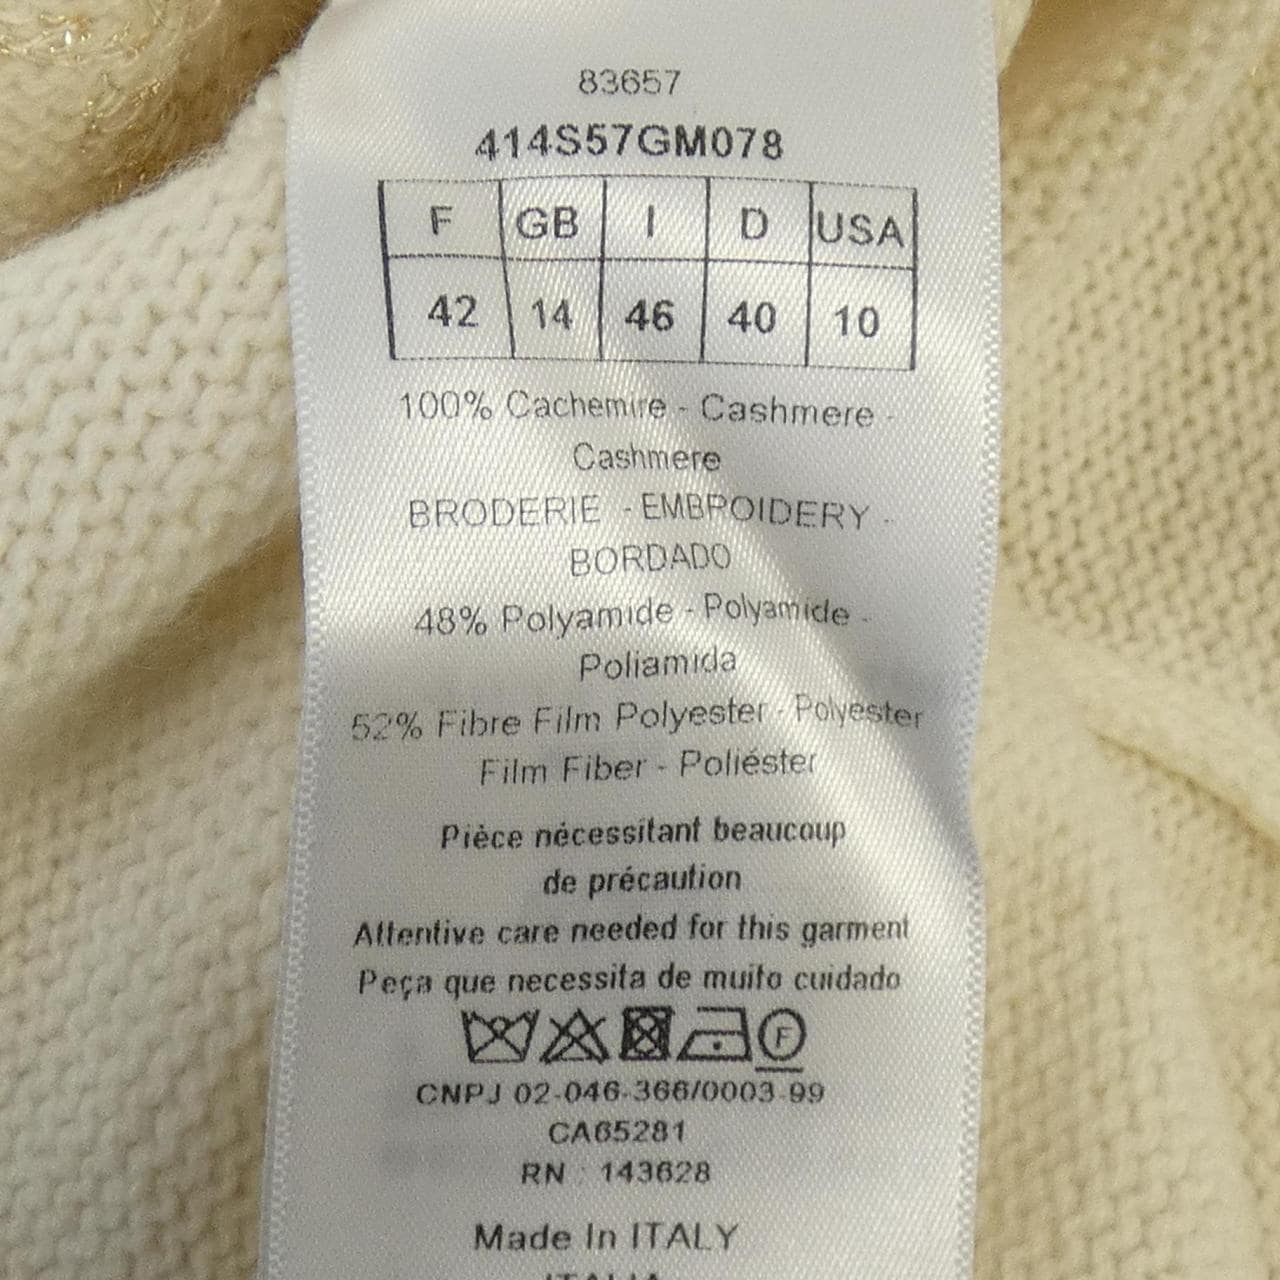 83657
414S57GM078
F GB I D USA
42 14 46 40 10
100% Cachemire - Cashmere -
Cashmere
BRODERIE - EMBROIDERY -
BORDADO
48% Polyamide - Polyamide -
Poliamida
52% Fibre Film Polyester - Polyester
Film Fiber - Poliéster
Pièce nécessitant beaucoup
de précaution
Attentive care needed for this garment
Peça que necessita de muito cuidado
F
CNPJ 02-046-366/0003-99
CA65281
RN : 143628
Made In ITALY
ITALIA